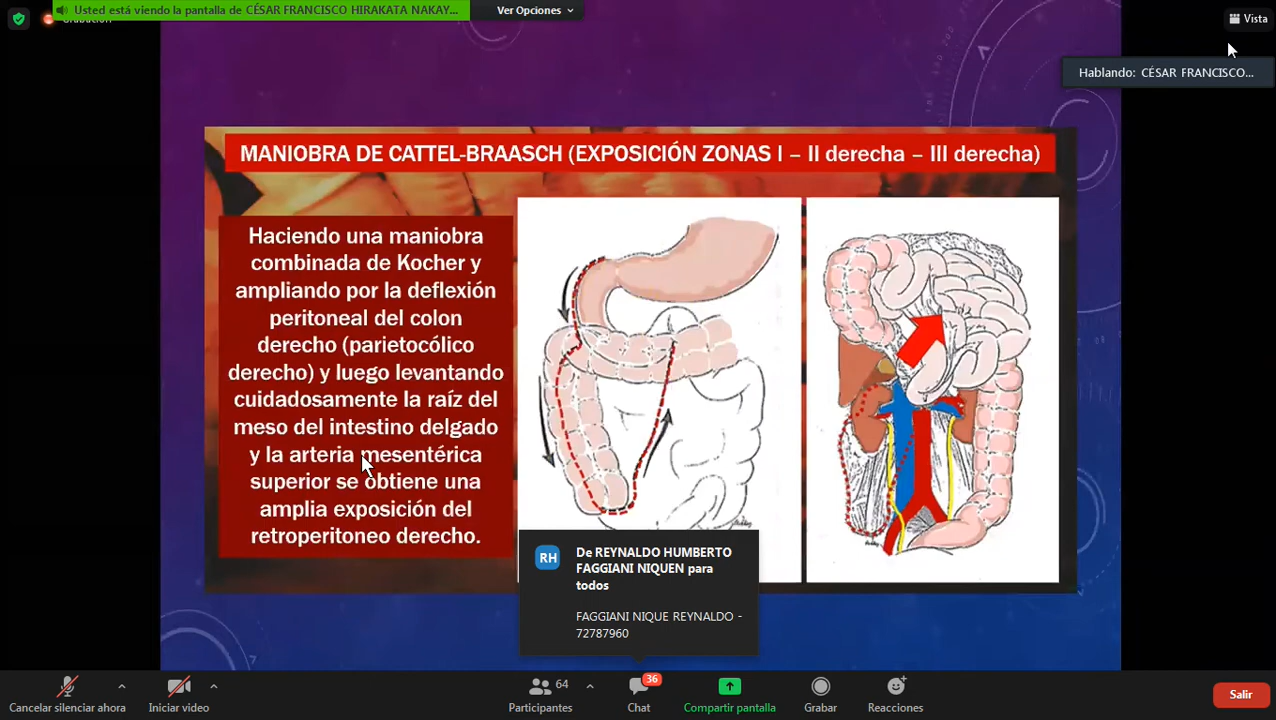 Usted está viendo la pantalla de CÉSAR FRANCISCO HIRAKATA NAKAY...
Ver Opciones
Grabación
Vista
Hablando: CÉSAR FRANCISCO...
MANIOBRA DE CATTEL-BRAASCH (EXPOSICIÓN ZONAS I – II derecha – III derecha)
Haciendo una maniobra
combinada de Kocher y
ampliando por la deflexión
peritoneal del colon
derecho (parietocólico
derecho) y luego levantando
cuidadosamente la raíz del
meso del intestino delgado
y la arteria mesentérica
superior se obtiene una
amplia exposición del
retroperitoneo derecho.
RH
De REYNALDO HUMBERTO
FAGGIANI NIQUEN para
todos
FAGGIANI NIQUE REYNALDO -
72787960
Cancelar silenciar ahora
Iniciar video
64
Participantes
36
Chat
Compartir pantalla
Grabar
Reacciones
Salir